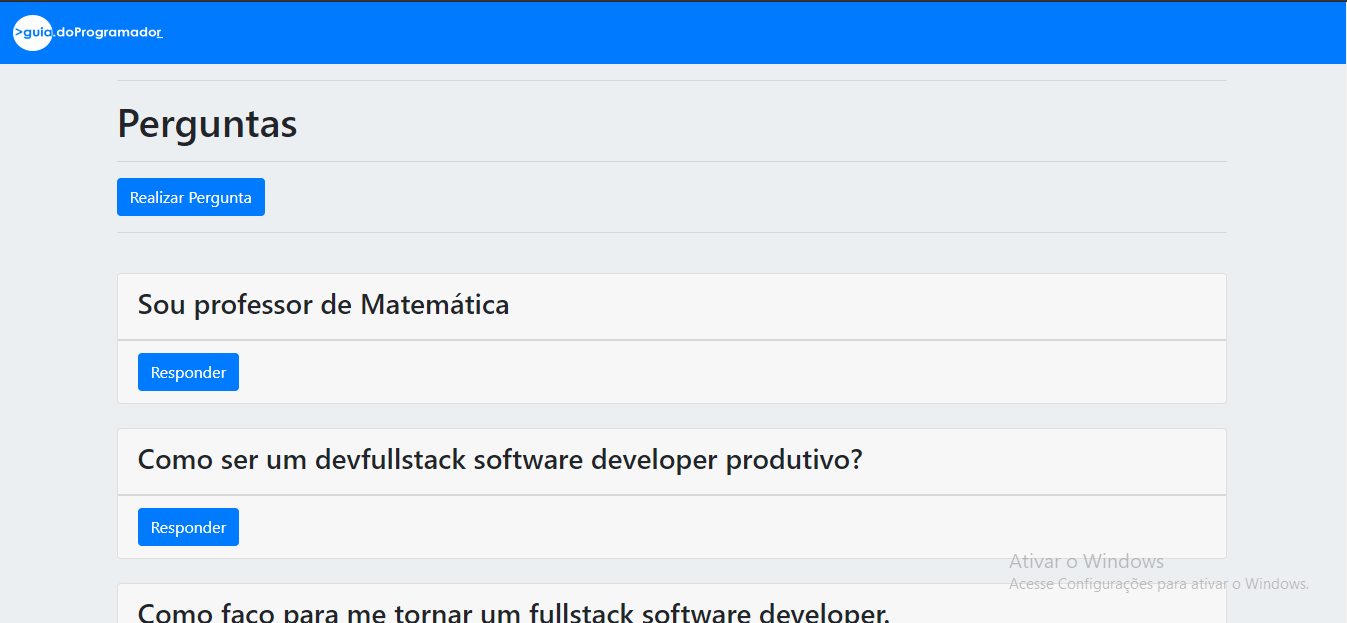 >guia.doProgramador_
Perguntas
Realizar Pergunta
Sou professor de Matemática
Responder
Como ser um devfullstack software developer produtivo?
Responder
Ativar o Windows
Acesse Configurações para ativar o Windows.
Como faço para me tornar um fullstack software developer.